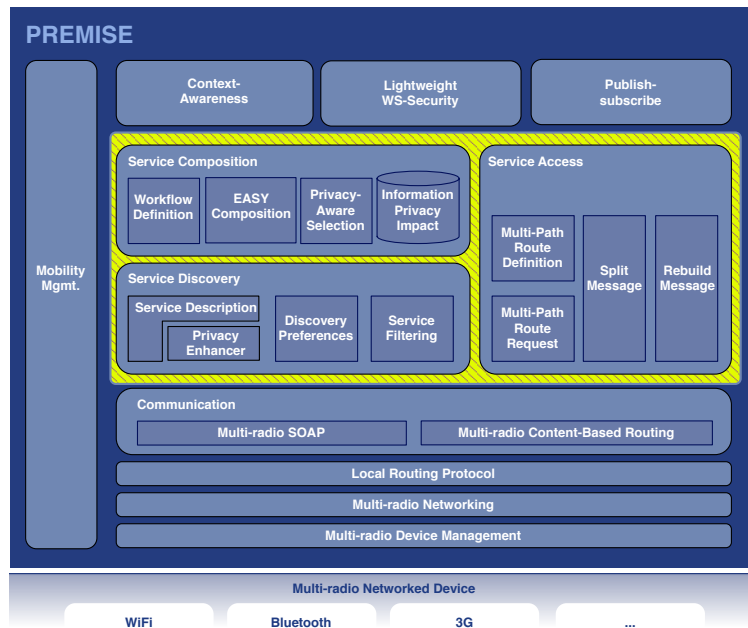 PREMISE
Context-
Awareness
Lightweight
WS-Security
Publish-
subscribe
Mobility
Mgmt.
Service Composition
Workflow
Definition
EASY
Composition
Privacy-
Aware
Selection
Information
Privacy
Impact
Service Access
Multi-Path
Route
Definition
Multi-Path
Route
Request
Split
Message
Rebuild
Message
Service Discovery
Service Description
Privacy
Enhancer
Discovery
Preferences
Service
Filtering
Communication
Multi-radio SOAP
Multi-radio Content-Based Routing
Local Routing Protocol
Multi-radio Networking
Multi-radio Device Management
Multi-radio Networked Device
WiFi
Bluetooth
3G
...